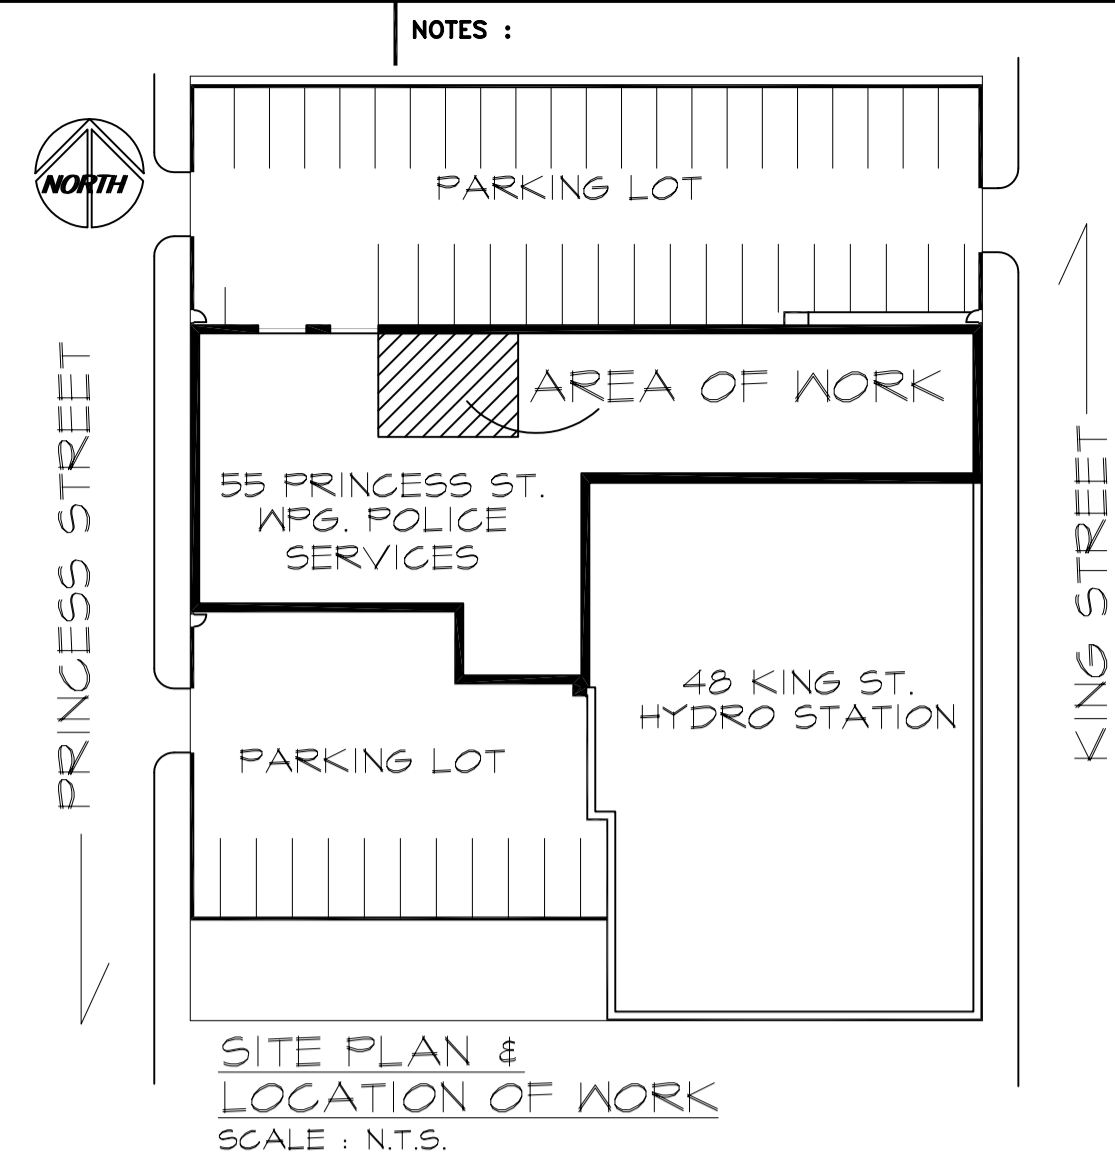 NOTES :
NORTH
PARKING LOT
AREA OF WORK
55 PRINCESS ST.
WPG. POLICE
SERVICES
PRINCESS STREET
KING STREET
48 KING ST.
HYDRO STATION
PARKING LOT
SITE PLAN &
LOCATION OF WORK
SCALE : N.T.S.